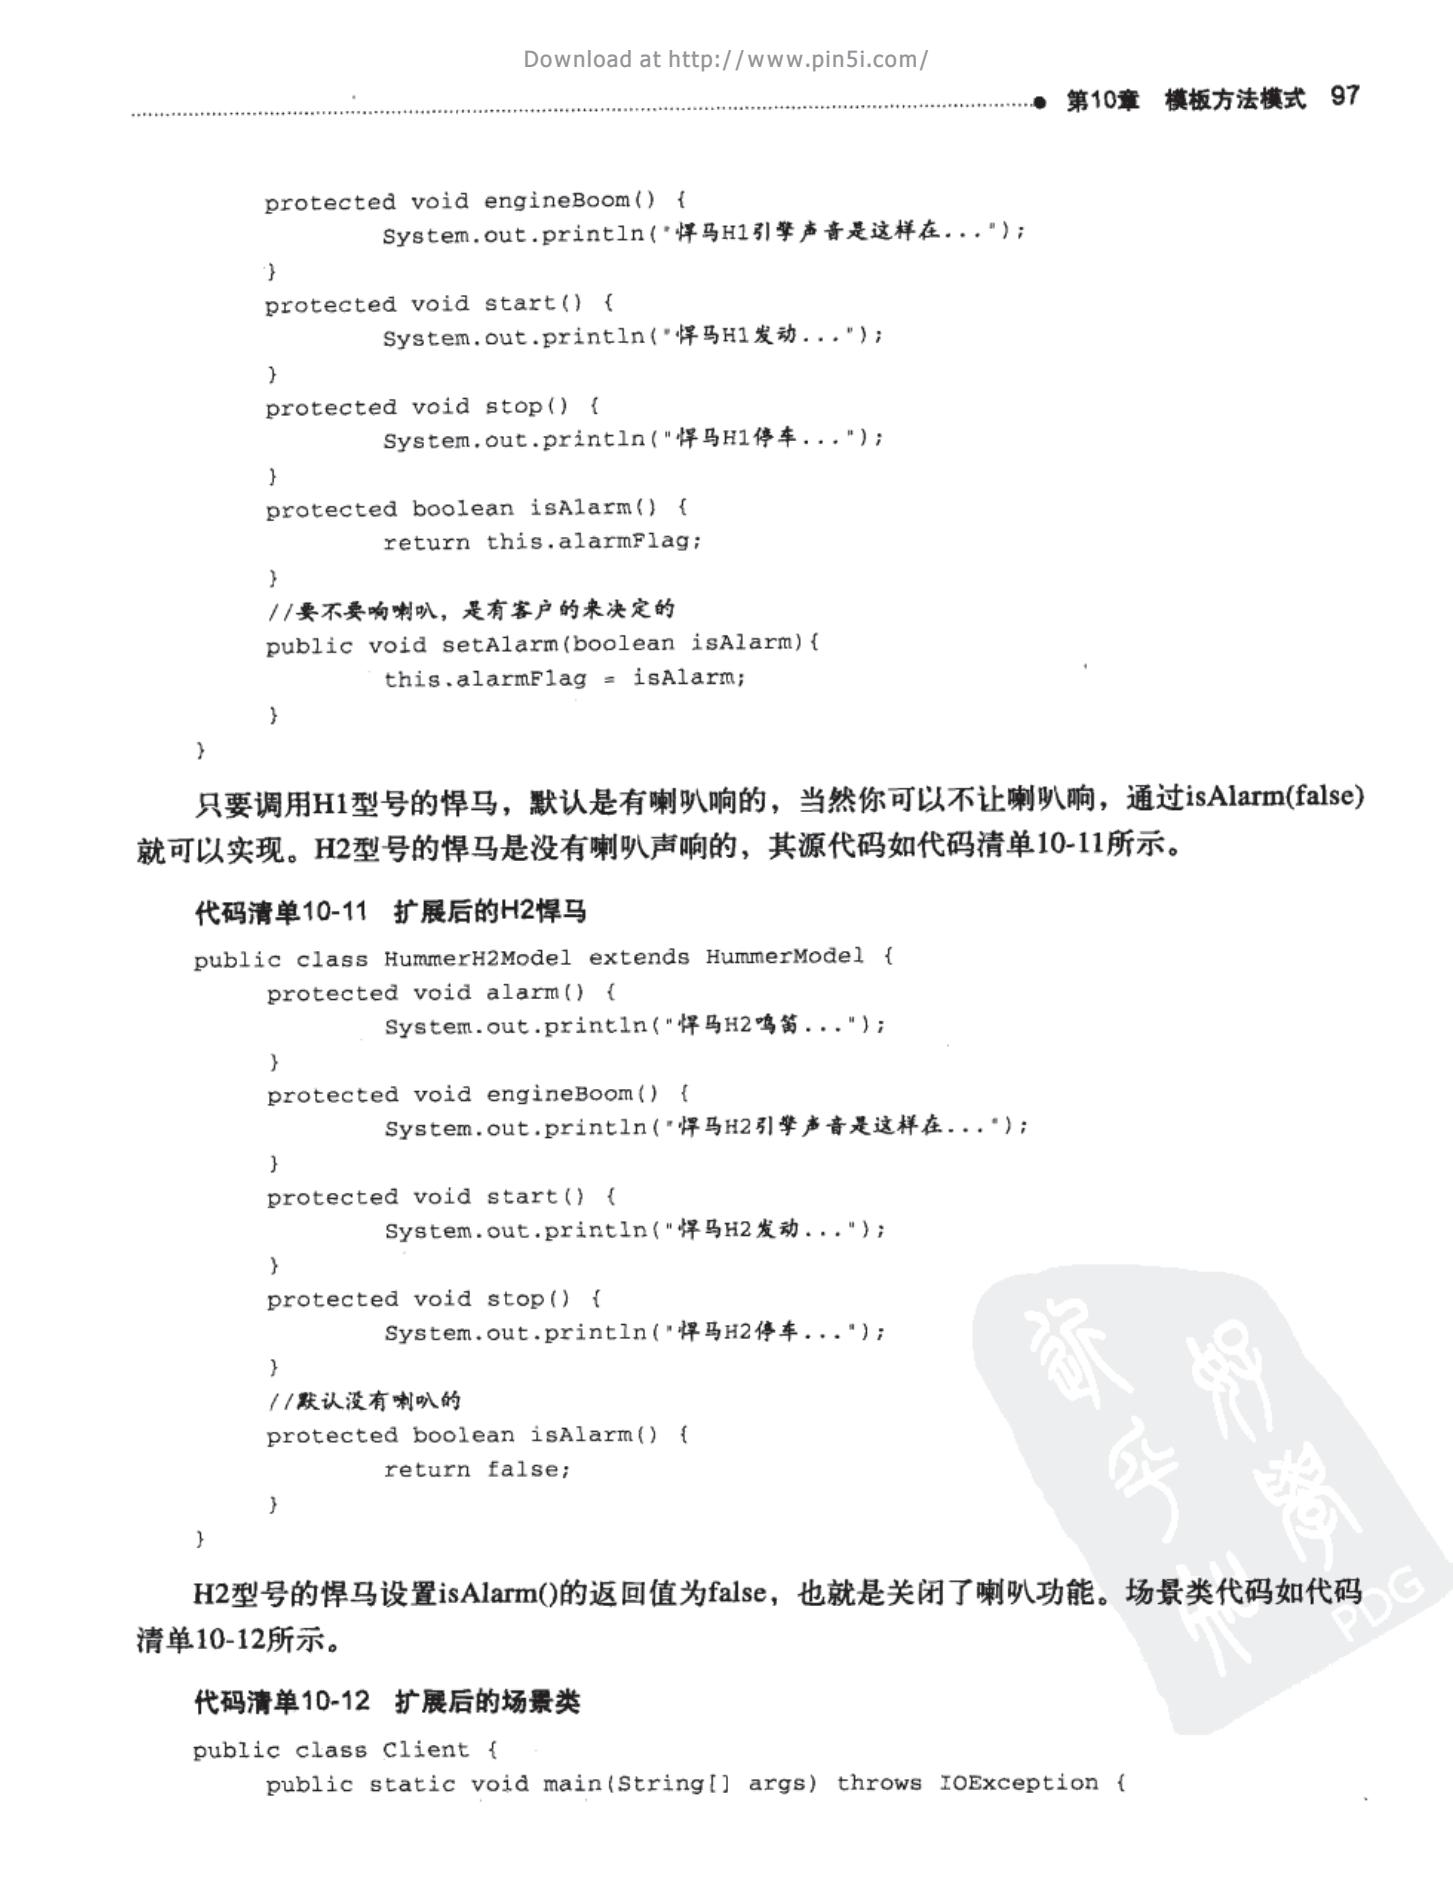 Download at http://www.pin5i.com/
第10章 模板方法模式 97
protected void engineBoom() {
System.out.println("悍马H1引擎声音是这样在...");
}
protected void start() {
System.out.println("悍马H1发动...");
}
protected void stop() {
System.out.println("悍马H1停车...");
}
protected boolean isAlarm() {
return this.alarmFlag;
}
//要不要响喇叭，是有客户的来决定的
public void setAlarm(boolean isAlarm){
this.alarmFlag = isAlarm;
}
}
只要调用H1型号的悍马，默认是有喇叭响的，当然你可以不让喇叭响，通过isAlarm(false)
就可以实现。H2型号的悍马是没有喇叭声响的，其源代码如代码清单10-11所示。
代码清单10-11 扩展后的H2悍马
public class HummerH2Model extends HummerModel {
protected void alarm() {
System.out.println("悍马H2鸣笛...");
}
protected void engineBoom() {
System.out.println("悍马H2引擎声音是这样在...");
}
protected void start() {
System.out.println("悍马H2发动...");
}
protected void stop() {
System.out.println("悍马H2停车...");
}
//默认没有喇叭的
protected boolean isAlarm() {
return false;
}
}
H2型号的悍马设置isAlarm()的返回值为false，也就是关闭了喇叭功能。场景类代码如代码
清单10-12所示。
PDG
代码清单10-12 扩展后的场景类
public class Client {
public static void main(String[] args) throws IOException {